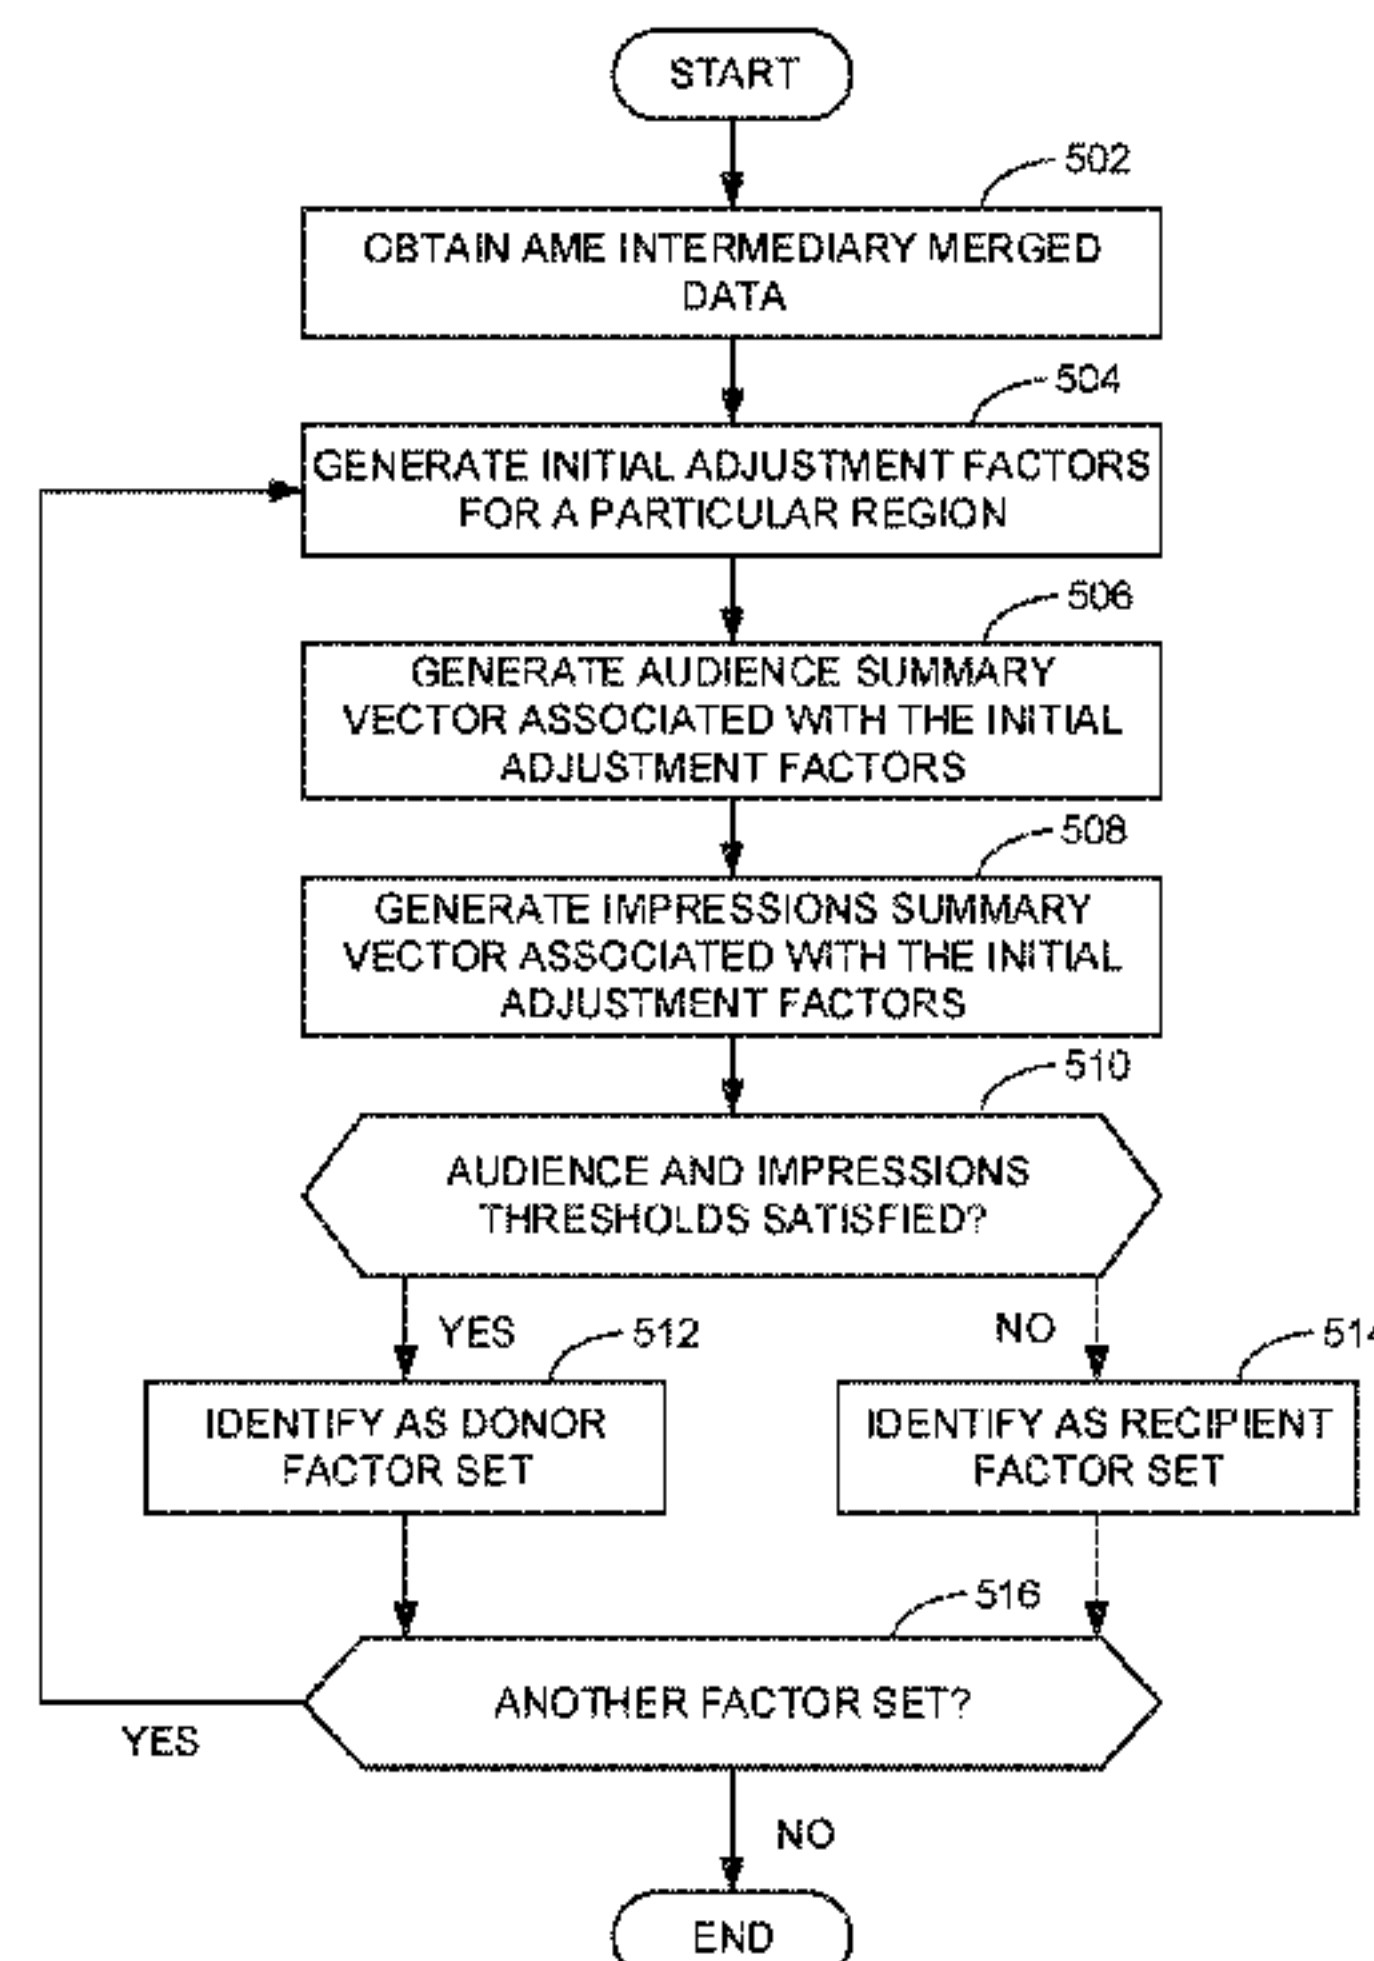 START
502
OBTAIN AME INTERMEDIARY MERGED
DATA
504
GENERATE INITIAL ADJUSTMENT FACTORS
FOR A PARTICULAR REGION
506
GENERATE AUDIENCE SUMMARY
VECTOR ASSOCIATED WITH THE INITIAL
ADJUSTMENT FACTORS
508
GENERATE IMPRESSIONS SUMMARY
VECTOR ASSOCIATED WITH THE INITIAL
ADJUSTMENT FACTORS
510
AUDIENCE AND IMPRESSIONS
THRESHOLDS SATISFIED?
YES
512
NO
514
IDENTIFY AS DONOR
FACTOR SET
IDENTIFY AS RECIPIENT
FACTOR SET
516
ANOTHER FACTOR SET?
YES
NO
END